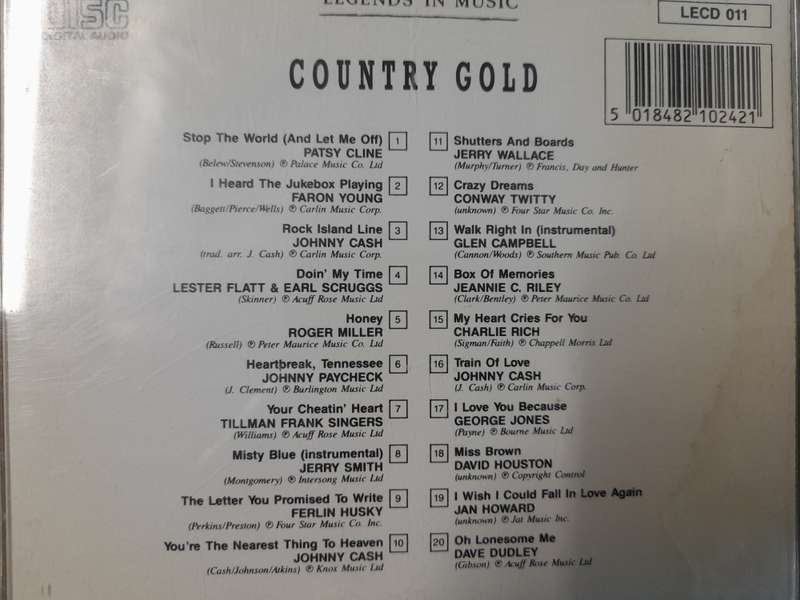 DISC
DIGITAL AUDIO
LEGENDS IN MUSIC
LECD 011
COUNTRY GOLD
5 018482 102421
Stop The World (And Let Me Off) 1
PATSY CLINE
(Belew/Stevenson) ℗ Palace Music Co. Ltd
I Heard The Jukebox Playing 2
FARON YOUNG
(Baggett/Pierce/Wells) ℗ Carlin Music Corp.
Rock Island Line 3
JOHNNY CASH
(trad. arr. J. Cash) ℗ Carlin Music Corp.
Doin' My Time 4
LESTER FLATT & EARL SCRUGGS
(Skinner) ℗ Acuff Rose Music Ltd
Honey 5
ROGER MILLER
(Russell) ℗ Peter Maurice Music Co. Ltd
Heartbreak, Tennessee 6
JOHNNY PAYCHECK
(J. Clement) ℗ Burlington Music Ltd
Your Cheatin' Heart 7
TILLMAN FRANK SINGERS
(Williams) ℗ Acuff Rose Music Ltd
Misty Blue (instrumental) 8
JERRY SMITH
(Montgomery) ℗ Intersong Music Ltd
The Letter You Promised To Write 9
FERLIN HUSKY
(Perkins/Preston) ℗ Four Star Music Co. Inc.
You're The Nearest Thing To Heaven 10
JOHNNY CASH
(Cash/Johnson/Atkins) ℗ Knox Music Ltd
11 Shutters And Boards
JERRY WALLACE
(Murphy/Turner) ℗ Francis, Day and Hunter
12 Crazy Dreams
CONWAY TWITTY
(unknown) ℗ Four Star Music Co. Inc.
13 Walk Right In (instrumental)
GLEN CAMPBELL
(Cannon/Woods) ℗ Southern Music Pub. Co. Ltd
14 Box Of Memories
JEANNIE C. RILEY
(Clark/Bentley) ℗ Peter Maurice Music Co. Ltd
15 My Heart Cries For You
CHARLIE RICH
(Sigman/Faith) ℗ Chappell Morris Ltd
16 Train Of Love
JOHNNY CASH
(J. Cash) ℗ Carlin Music Corp.
17 I Love You Because
GEORGE JONES
(Payne) ℗ Bourne Music Ltd
18 Miss Brown
DAVID HOUSTON
(unknown) ℗ Copyright Control
19 I Wish I Could Fall In Love Again
JAN HOWARD
(unknown) ℗ Jat Music Inc.
20 Oh Lonesome Me
DAVE DUDLEY
(Gibson) ℗ Acuff Rose Music Ltd